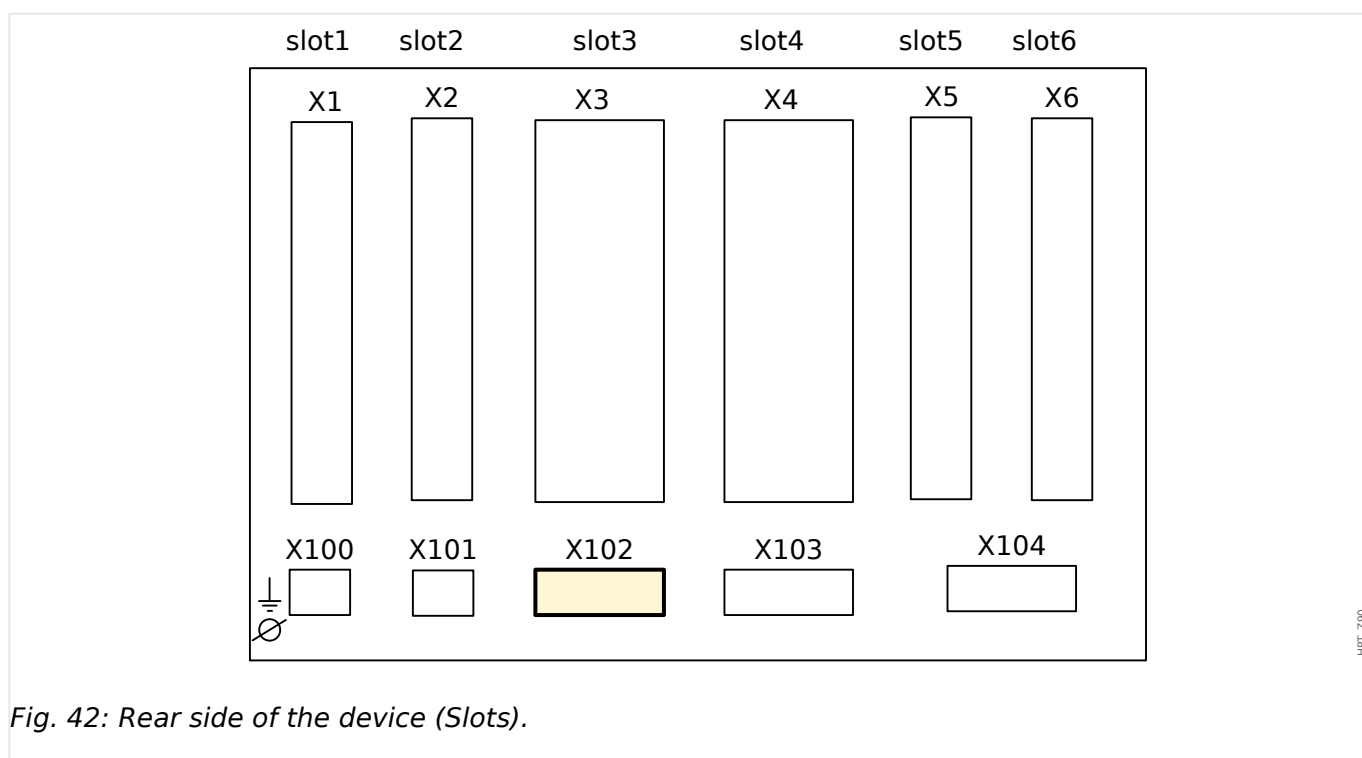 slot1 slot2 slot3 slot4 slot5 slot6
X1 X2 X3 X4 X5 X6
X100 X101 X102 X103 X104
Fig. 42: Rear side of the device (Slots).